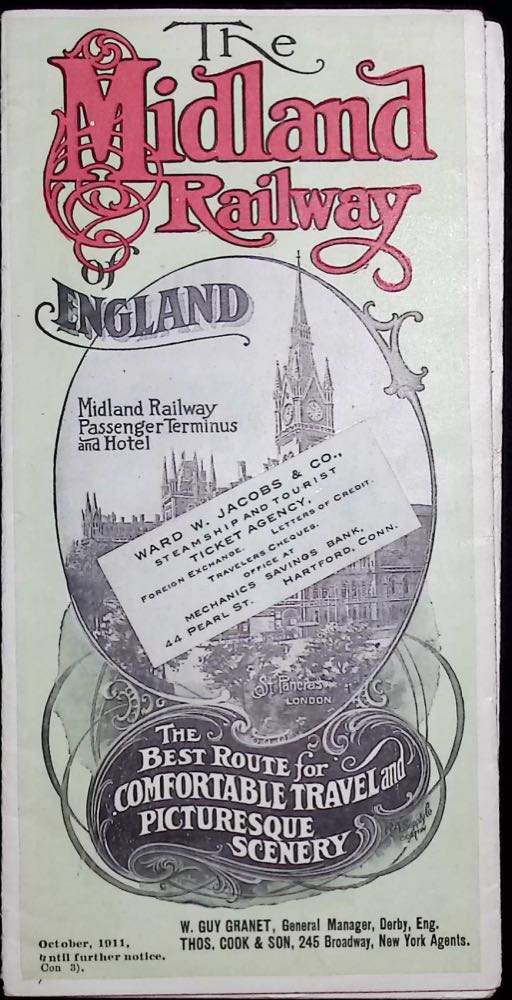 The
Midland
Railway
OF
ENGLAND
Midland Railway
Passenger Terminus
and Hotel
WARD W. JACOBS & CO.,
STEAMSHIP AND TOURIST
TICKET AGENCY,
FOREIGN EXCHANGE. LETTERS OF CREDIT.
TRAVELERS CHEQUES.
OFFICE AT
MECHANICS SAVINGS BANK,
44 PEARL ST. HARTFORD, CONN.
St Pancras
LONDON
THE
BEST ROUTE for
COMFORTABLE TRAVEL and
PICTURESQUE
SCENERY
W. GUY GRANET, General Manager, Derby, Eng.
THOS. COOK & SON, 245 Broadway, New York Agents.
October, 1911,
until further notice.
Con 3).